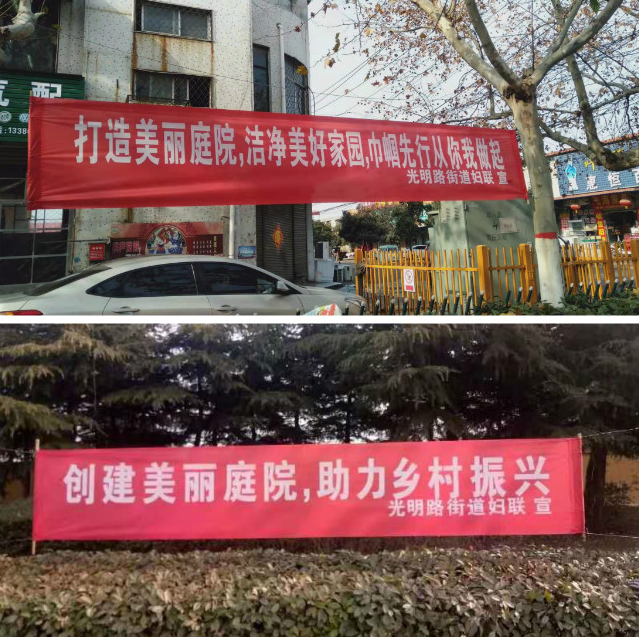 打造美丽庭院,洁净美好家园,巾帼先行从你我做起
光明路街道妇联 宣
创建美丽庭院,助力乡村振兴
光明路街道妇联 宣